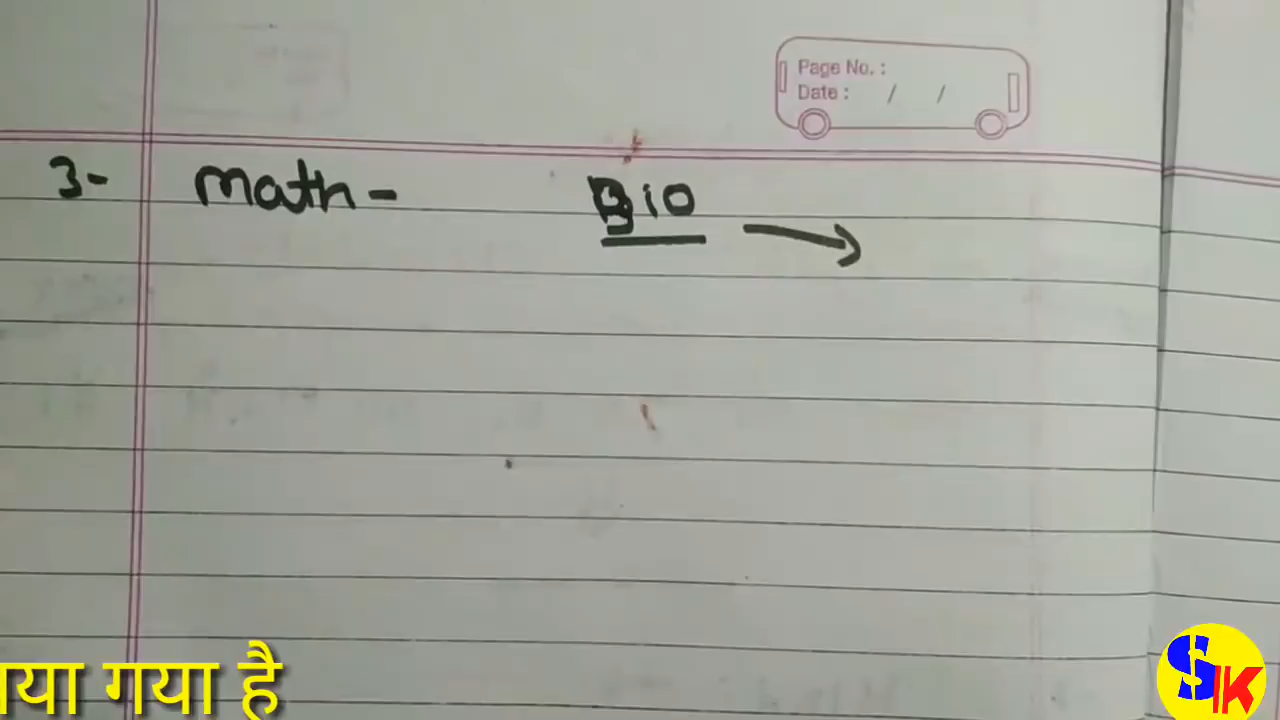 Page No. :
Date : / /
3- Math- Bio →
गया है
SK